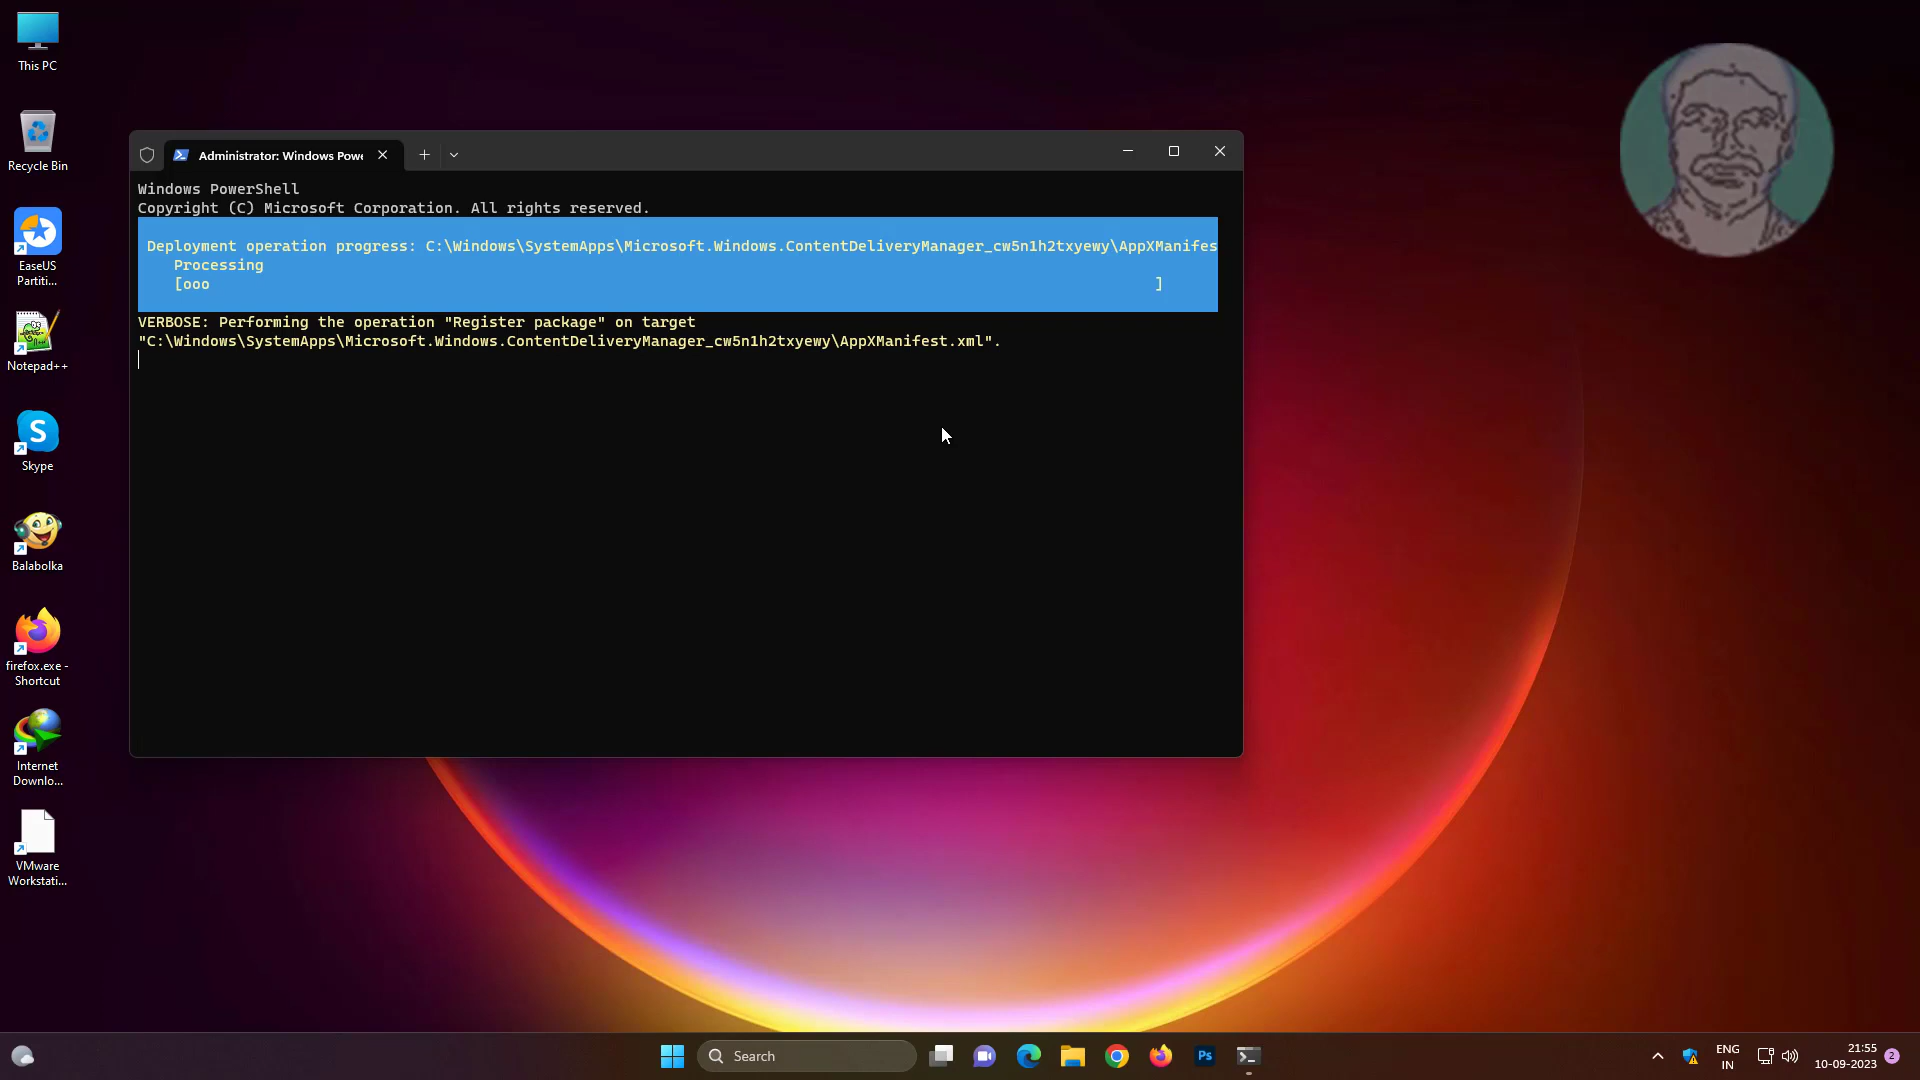 This PC
Recycle Bin
EaseUS
Partiti...
Notepad++
Skype
Balabolka
firefox.exe -
Shortcut
Internet
Downlo...
VMware
Workstati...
Administrator: Windows Powe
Windows PowerShell
Copyright (C) Microsoft Corporation. All rights reserved.
Deployment operation progress: C:\Windows\SystemApps\Microsoft.Windows.ContentDeliveryManager_cw5n1h2txyewy\AppXManifes
Processing
[ooo ]
VERBOSE: Performing the operation "Register package" on target
"C:\Windows\SystemApps\Microsoft.Windows.ContentDeliveryManager_cw5n1h2txyewy\AppXManifest.xml".
Search
Ps
ENG
IN
21:55
10-09-2023
2